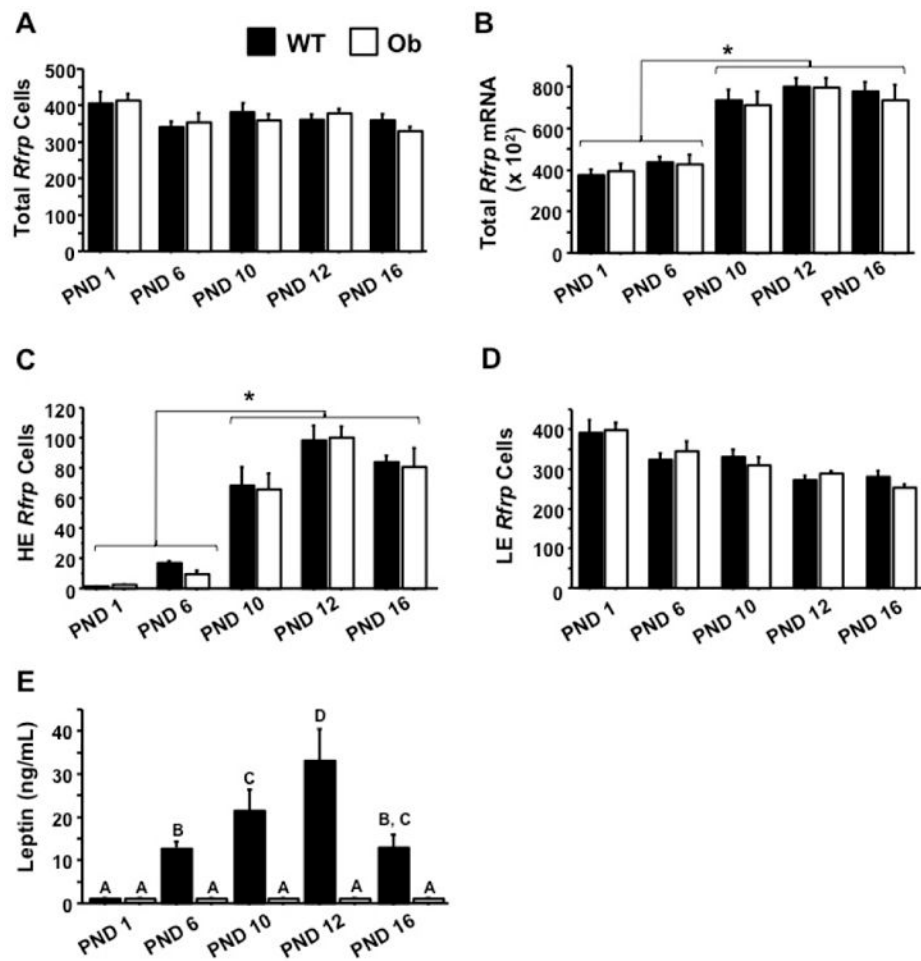 A
WT
Ob
Total Rfrp Cells
500
400
300
200
100
0
PND 1
PND 6
PND 10
PND 12
PND 16
B
*
Total Rfrp mRNA
(x 10²)
800
600
400
200
0
PND 1
PND 6
PND 10
PND 12
PND 16
C
*
HE Rfrp Cells
120
100
80
60
40
20
0
PND 1
PND 6
PND 10
PND 12
PND 16
D
LE Rfrp Cells
400
300
200
100
0
PND 1
PND 6
PND 10
PND 12
PND 16
E
Leptin (ng/mL)
40
30
20
10
0
A
A
B
A
C
A
D
A
B, C
A
PND 1
PND 6
PND 10
PND 12
PND 16